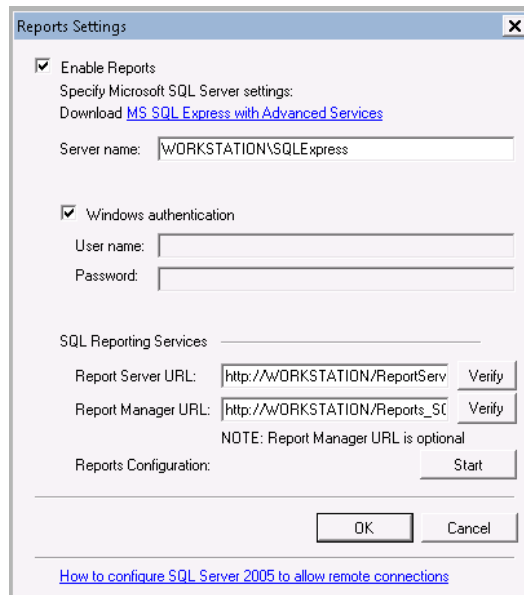 Reports Settings
Enable Reports
Specify Microsoft SQL Server settings:
Download MS SQL Express with Advanced Services
Server name: WORKSTATION\SQLExpress
Windows authentication
User name:
Password:
SQL Reporting Services
Report Server URL: http://WORKSTATION/ReportServ Verify
Report Manager URL: http://WORKSTATION/Reports_SQ Verify
NOTE: Report Manager URL is optional
Reports Configuration: Start
OK Cancel
How to configure SQL Server 2005 to allow remote connections